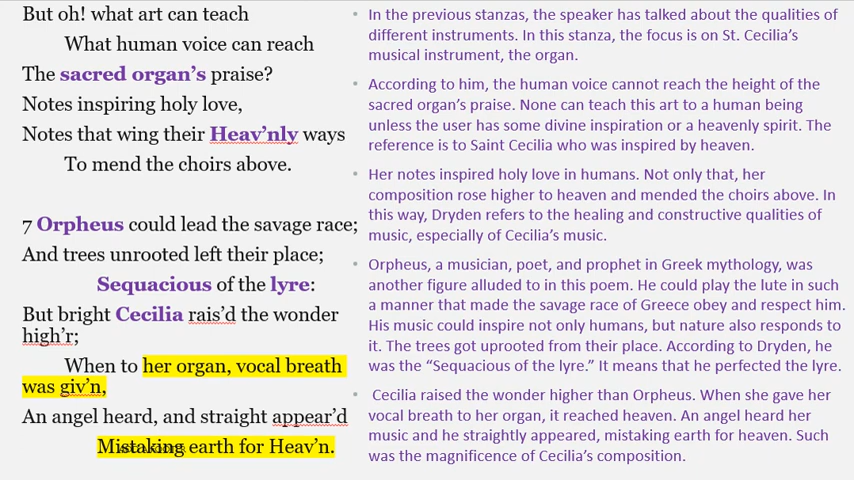 But oh! what art can teach
What human voice can reach
The sacred organ's praise?
Notes inspiring holy love,
Notes that wing their Heav'nly ways
To mend the choirs above.
7 Orpheus could lead the savage race;
And trees unrooted left their place;
Sequacious of the lyre:
But bright Cecilia rais'd the wonder
high'r;
When to her organ, vocal breath
was giv'n,
An angel heard, and straight appear'd
Mistaking earth for Heav'n.
• In the previous stanzas, the speaker has talked about the qualities of
different instruments. In this stanza, the focus is on St. Cecilia's
musical instrument, the organ.
• According to him, the human voice cannot reach the height of the
sacred organ's praise. None can teach this art to a human being
unless the user has some divine inspiration or a heavenly spirit. The
reference is to Saint Cecilia who was inspired by heaven.
• Her notes inspired holy love in humans. Not only that, her
composition rose higher to heaven and mended the choirs above. In
this way, Dryden refers to the healing and constructive qualities of
music, especially of Cecilia's music.
• Orpheus, a musician, poet, and prophet in Greek mythology, was
another figure alluded to in this poem. He could play the lute in such
a manner that made the savage race of Greece obey and respect him.
His music could inspire not only humans, but nature also responds to
it. The trees got uprooted from their place. According to Dryden, he
was the "Sequacious of the lyre." It means that he perfected the lyre.
• Cecilia raised the wonder higher than Orpheus. When she gave her
vocal breath to her organ, it reached heaven. An angel heard her
music and he straightly appeared, mistaking earth for heaven. Such
was the magnificence of Cecilia's composition.